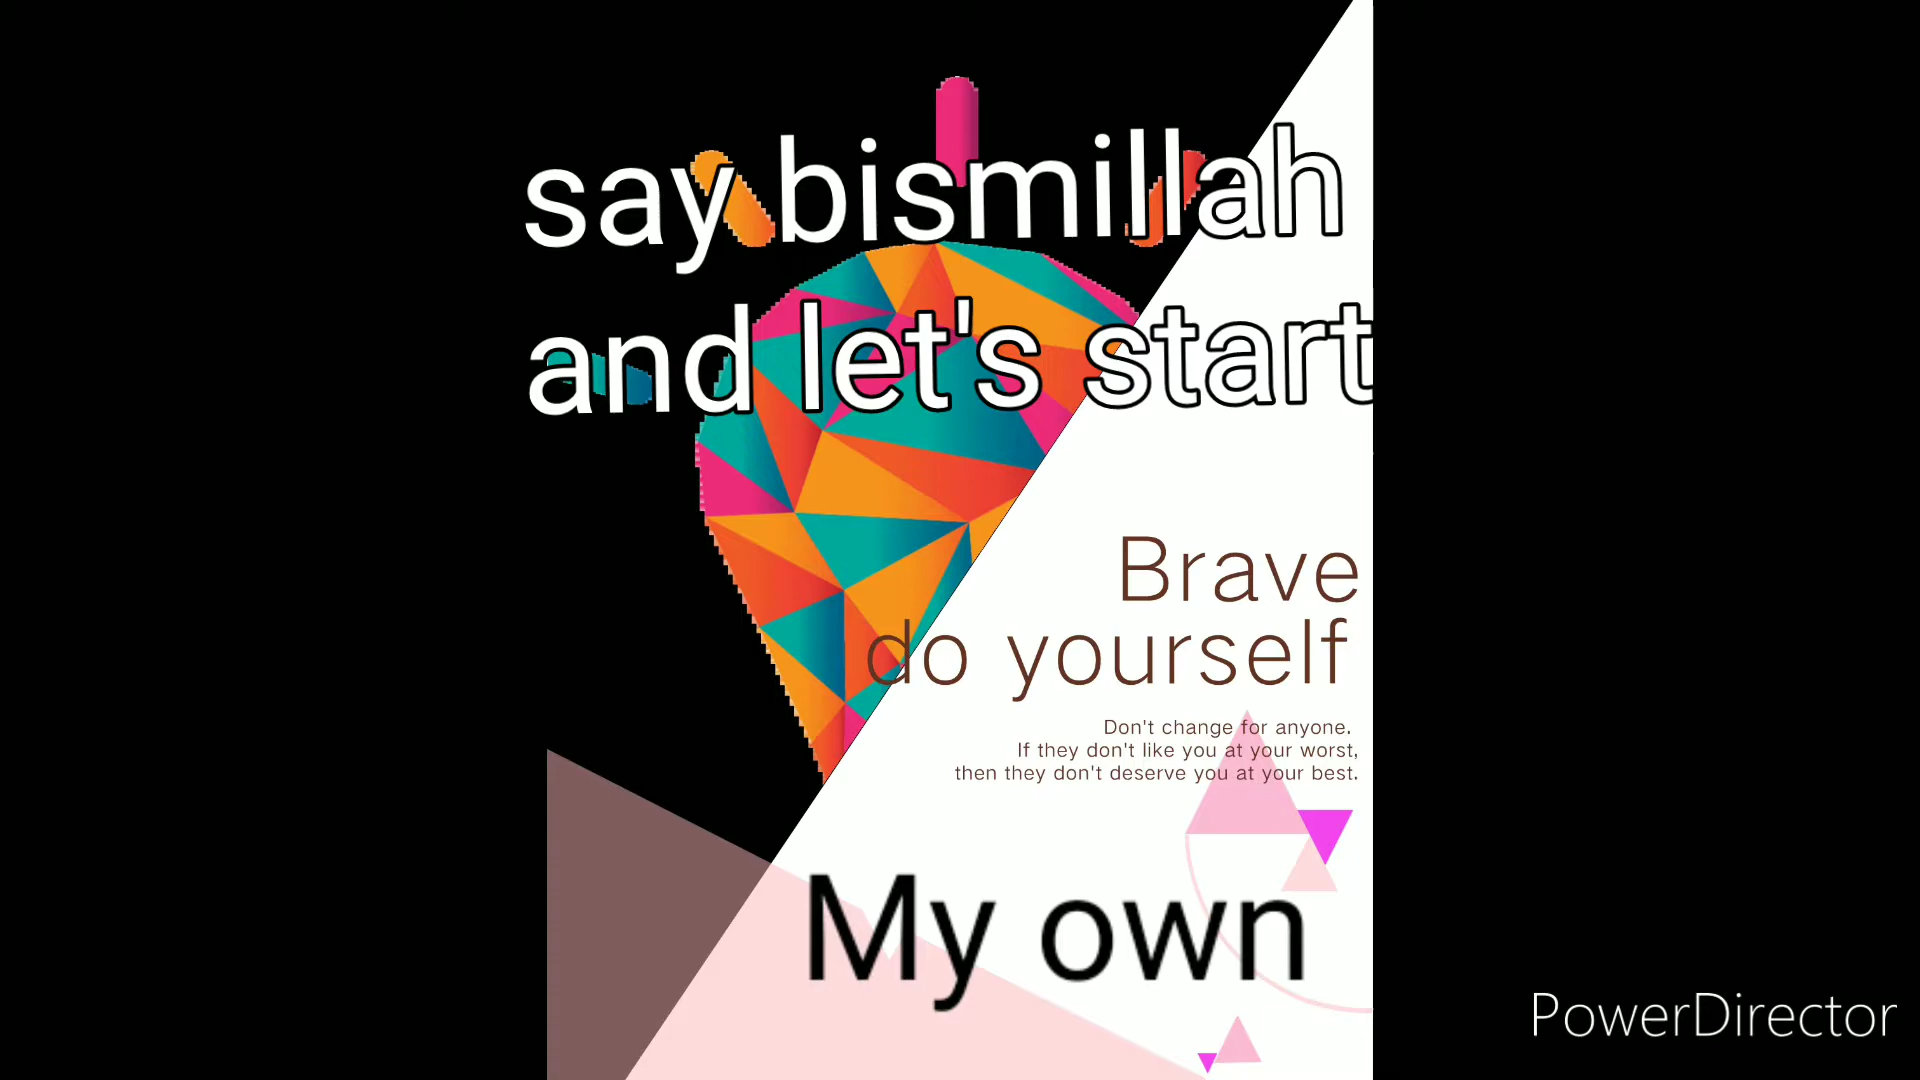 say bismillah
and let's start
Brave
do yourself
Don't change for anyone.
If they don't like you at your worst,
then they don't deserve you at your best.
My own
PowerDirector